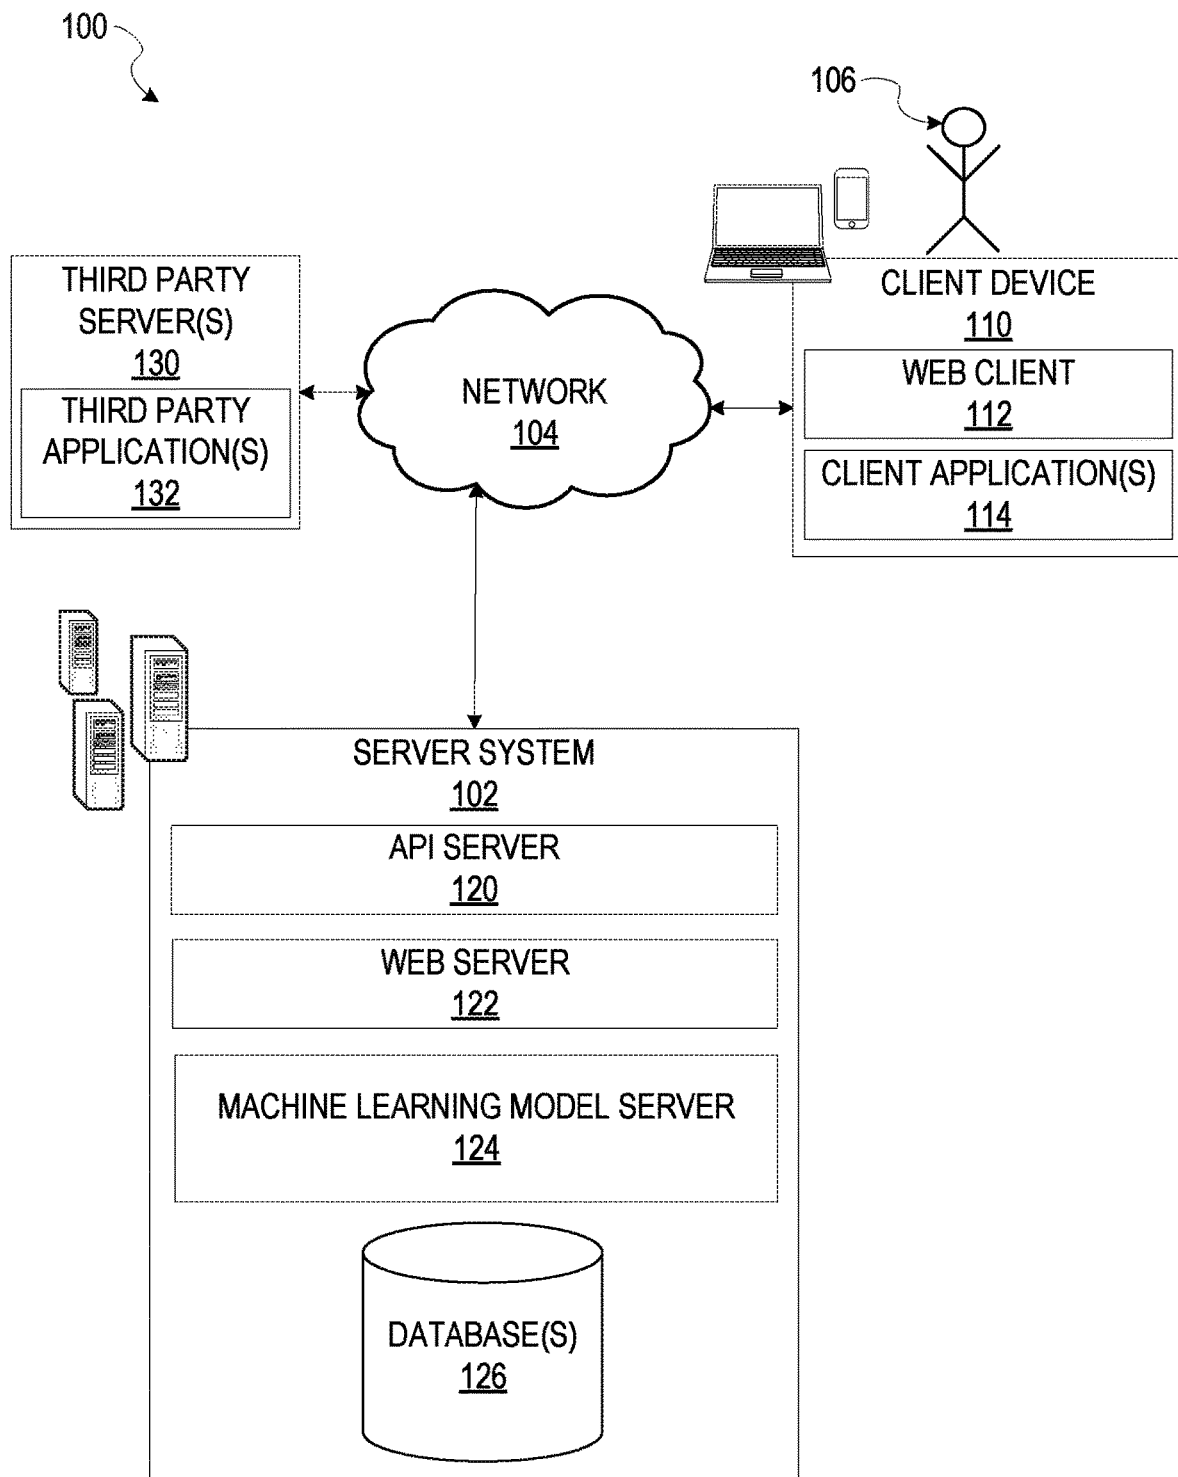 100
106
THIRD PARTY
SERVER(S)
130
THIRD PARTY
APPLICATION(S)
132
NETWORK
104
CLIENT DEVICE
110
WEB CLIENT
112
CLIENT APPLICATION(S)
114
SERVER SYSTEM
102
API SERVER
120
WEB SERVER
122
MACHINE LEARNING MODEL SERVER
124
DATABASE(S)
126